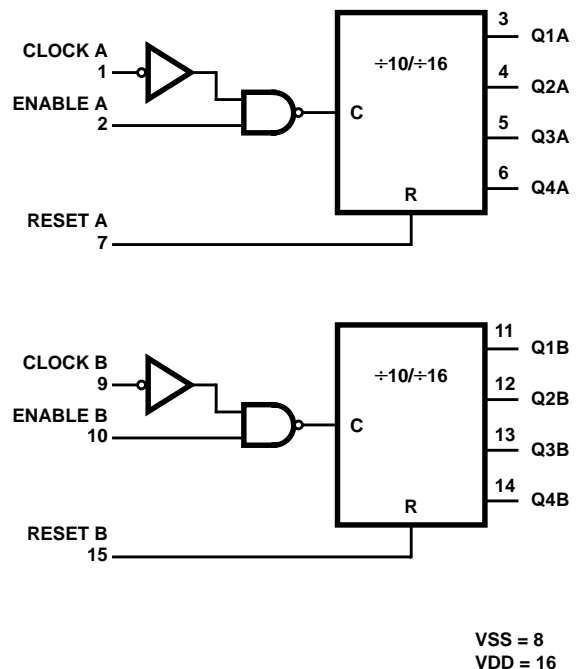 CLOCK A
1
ENABLE A
2
RESET A
7
÷10/÷16
C
R
3
Q1A
4
Q2A
5
Q3A
6
Q4A
CLOCK B
9
ENABLE B
10
RESET B
15
÷10/÷16
C
R
11
Q1B
12
Q2B
13
Q3B
14
Q4B
VSS = 8
VDD = 16